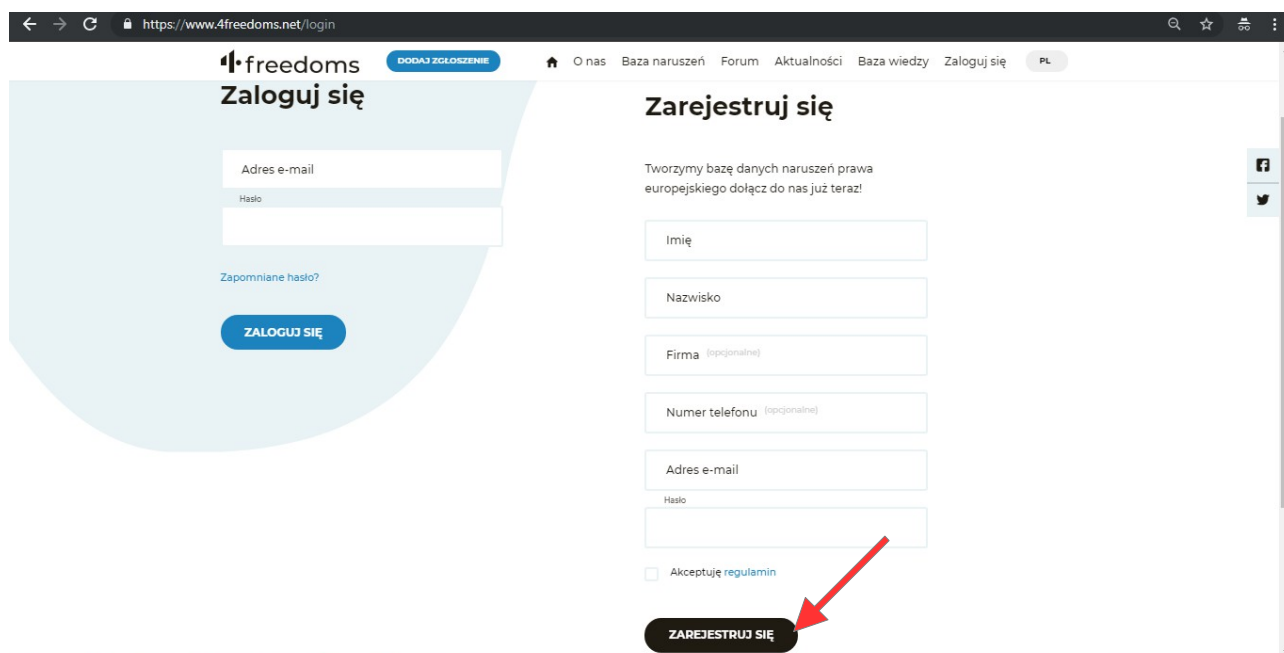 https://www.4freedoms.net/login
4freedoms
DODAJ ZGŁOSZENIE
O nas Baza naruszeń Forum Aktualności Baza wiedzy Zaloguj się PL
Zaloguj się
Adres e-mail
Hasło
Zapomniane hasło?
ZALOGUJ SIĘ
Zarejestruj się
Tworzymy bazę danych naruszeń prawa
europejskiego dołącz do nas już teraz!
Imię
Nazwisko
Firma (opcjonalne)
Numer telefonu (opcjonalne)
Adres e-mail
Hasło
Akceptuję regulamin
ZAREJESTRUJ SIĘ